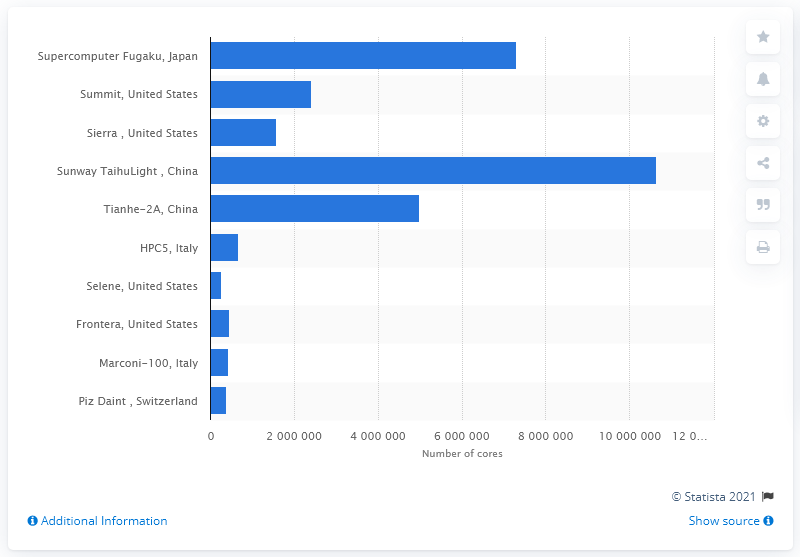 Supercomputer Fugaku, Japan
Summit, United States
Sierra , United States
Sunway TaihuLight , China
Tianhe-2A, China
HPC5, Italy
Selene, United States
Frontera, United States
Marconi-100, Italy
Piz Daint , Switzerland
0 2 000 000 4 000 000 6 000 000 8 000 000 10 000 000 12 0...
Number of cores
© Statista 2021
Additional Information Show source